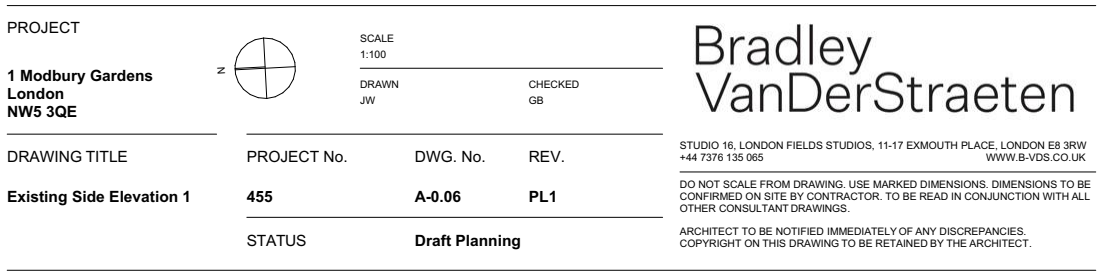 PROJECT
1 Modbury Gardens
London
NW5 3QE
N
SCALE
1:100
DRAWN
JW
CHECKED
GB
DRAWING TITLE
Existing Side Elevation 1
PROJECT No.
455
DWG. No.
A-0.06
REV.
PL1
STATUS
Draft Planning
Bradley
VanDerStraeten
STUDIO 16, LONDON FIELDS STUDIOS, 11-17 EXMOUTH PLACE, LONDON E8 3RW
+44 7376 135 065 WWW.B-VDS.CO.UK
DO NOT SCALE FROM DRAWING. USE MARKED DIMENSIONS. DIMENSIONS TO BE
CONFIRMED ON SITE BY CONTRACTOR. TO BE READ IN CONJUNCTION WITH ALL
OTHER CONSULTANT DRAWINGS.
ARCHITECT TO BE NOTIFIED IMMEDIATELY OF ANY DISCREPANCIES.
COPYRIGHT ON THIS DRAWING TO BE RETAINED BY THE ARCHITECT.